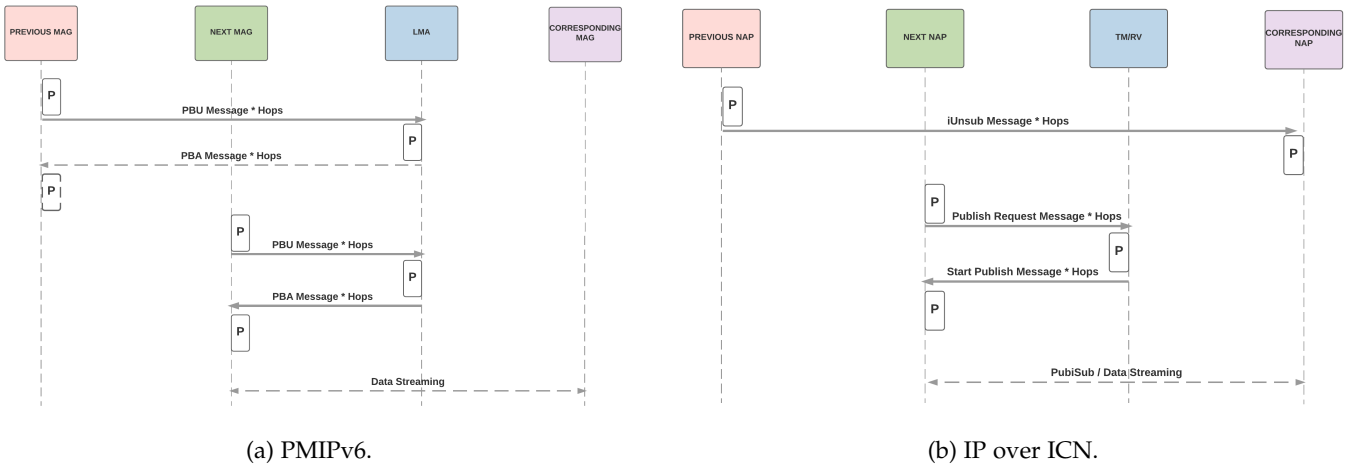 PREVIOUS MAG
NEXT MAG
LMA
CORRESPONDING
MAG
P
PBU Message * Hops
P
PBA Message * Hops
P
P
PBU Message * Hops
P
PBA Message * Hops
P
Data Streaming
(a) PMIPv6.
PREVIOUS NAP
NEXT NAP
TM/RV
CORRESPONDING
NAP
P
iUnsub Message * Hops
P
P
Publish Request Message * Hops
P
Start Publish Message * Hops
P
PubiSub / Data Streaming
(b) IP over ICN.